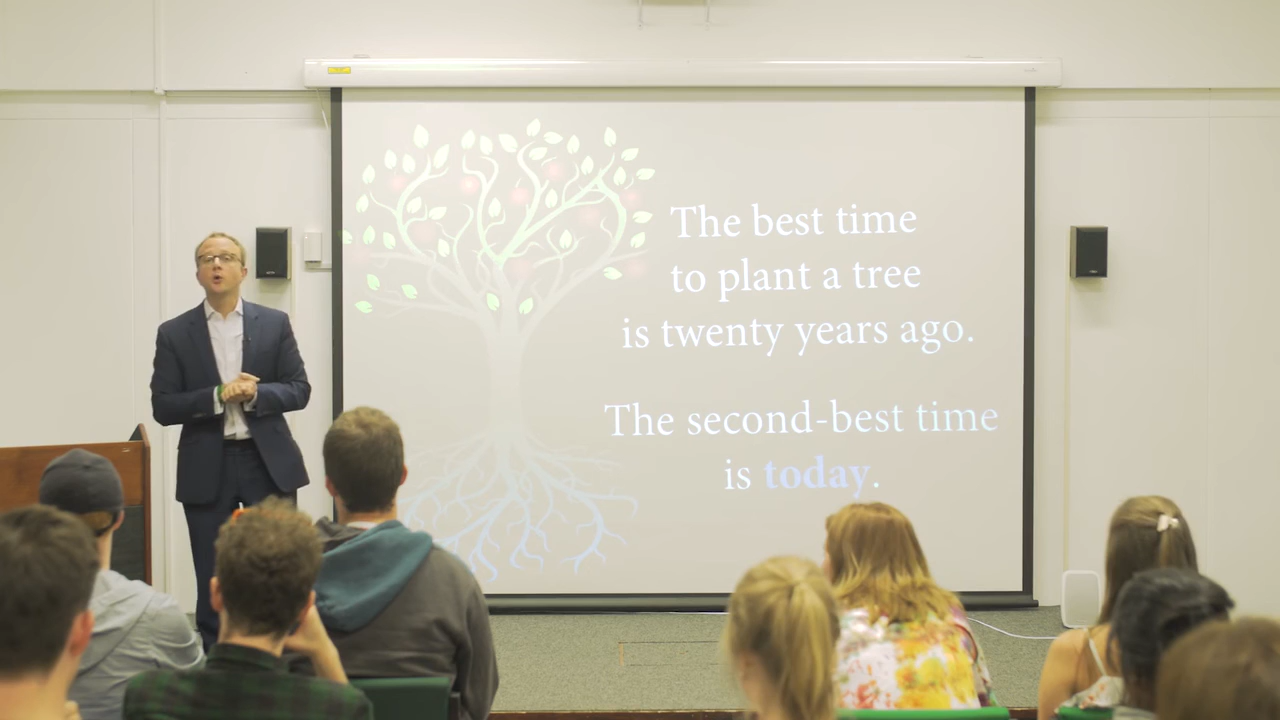 The best time
to plant a tree
is twenty years ago.
The second-best time
is today.